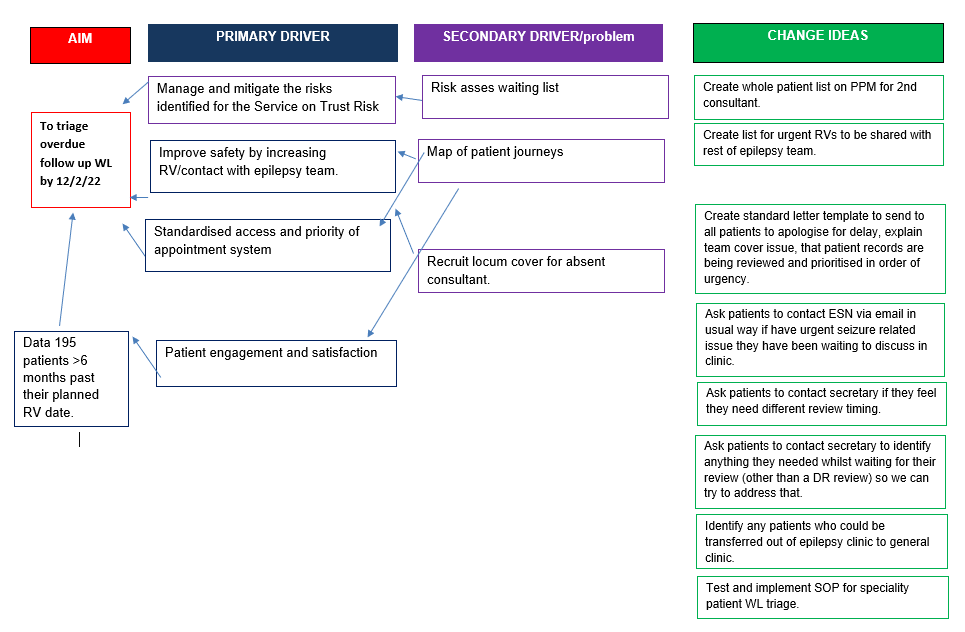 AIM
PRIMARY DRIVER
SECONDARY DRIVER/problem
CHANGE IDEAS
To triage
overdue
follow up WL
by 12/2/22
Data 195
patients >6
months past
their planned
RV date.
Manage and mitigate the risks
identified for the Service on Trust Risk
Improve safety by increasing
RV/contact with epilepsy team.
Standardised access and priority of
appointment system
Patient engagement and satisfaction
Risk asses waiting list
Map of patient journeys
Recruit locum cover for absent
consultant.
Create whole patient list on PPM for 2nd
consultant.
Create list for urgent RVs to be shared with
rest of epilepsy team.
Create standard letter template to send to
all patients to apologise for delay, explain
team cover issue, that patient records are
being reviewed and prioritised in order of
urgency.
Ask patients to contact ESN via email in
usual way if have urgent seizure related
issue they have been waiting to discuss in
clinic.
Ask patients to contact secretary if they feel
they need different review timing.
Ask patients to contact secretary to identify
anything they needed whilst waiting for their
review (other than a DR review) so we can
try to address that.
Identify any patients who could be
transferred out of epilepsy clinic to general
clinic.
Test and implement SOP for speciality
patient WL triage.